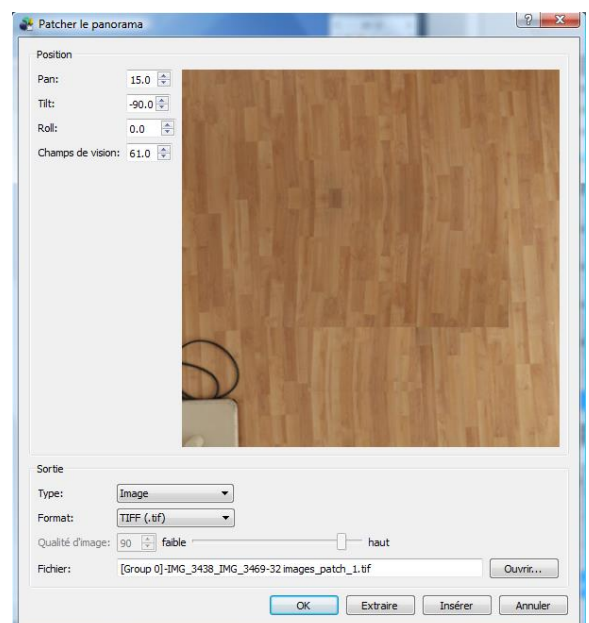 Patcher le panorama
Position
Pan: 15.0
Tilt: -90.0
Roll: 0.0
Champs de vision: 61.0
Sortie
Type: Image
Format: TIFF (.tif)
Qualité d'image: 90 faible haut
Fichier: [Group 0]-IMG_3438_IMG_3469-32 images_patch_1.tif Ouvrir...
OK Extraire Insérer Annuler